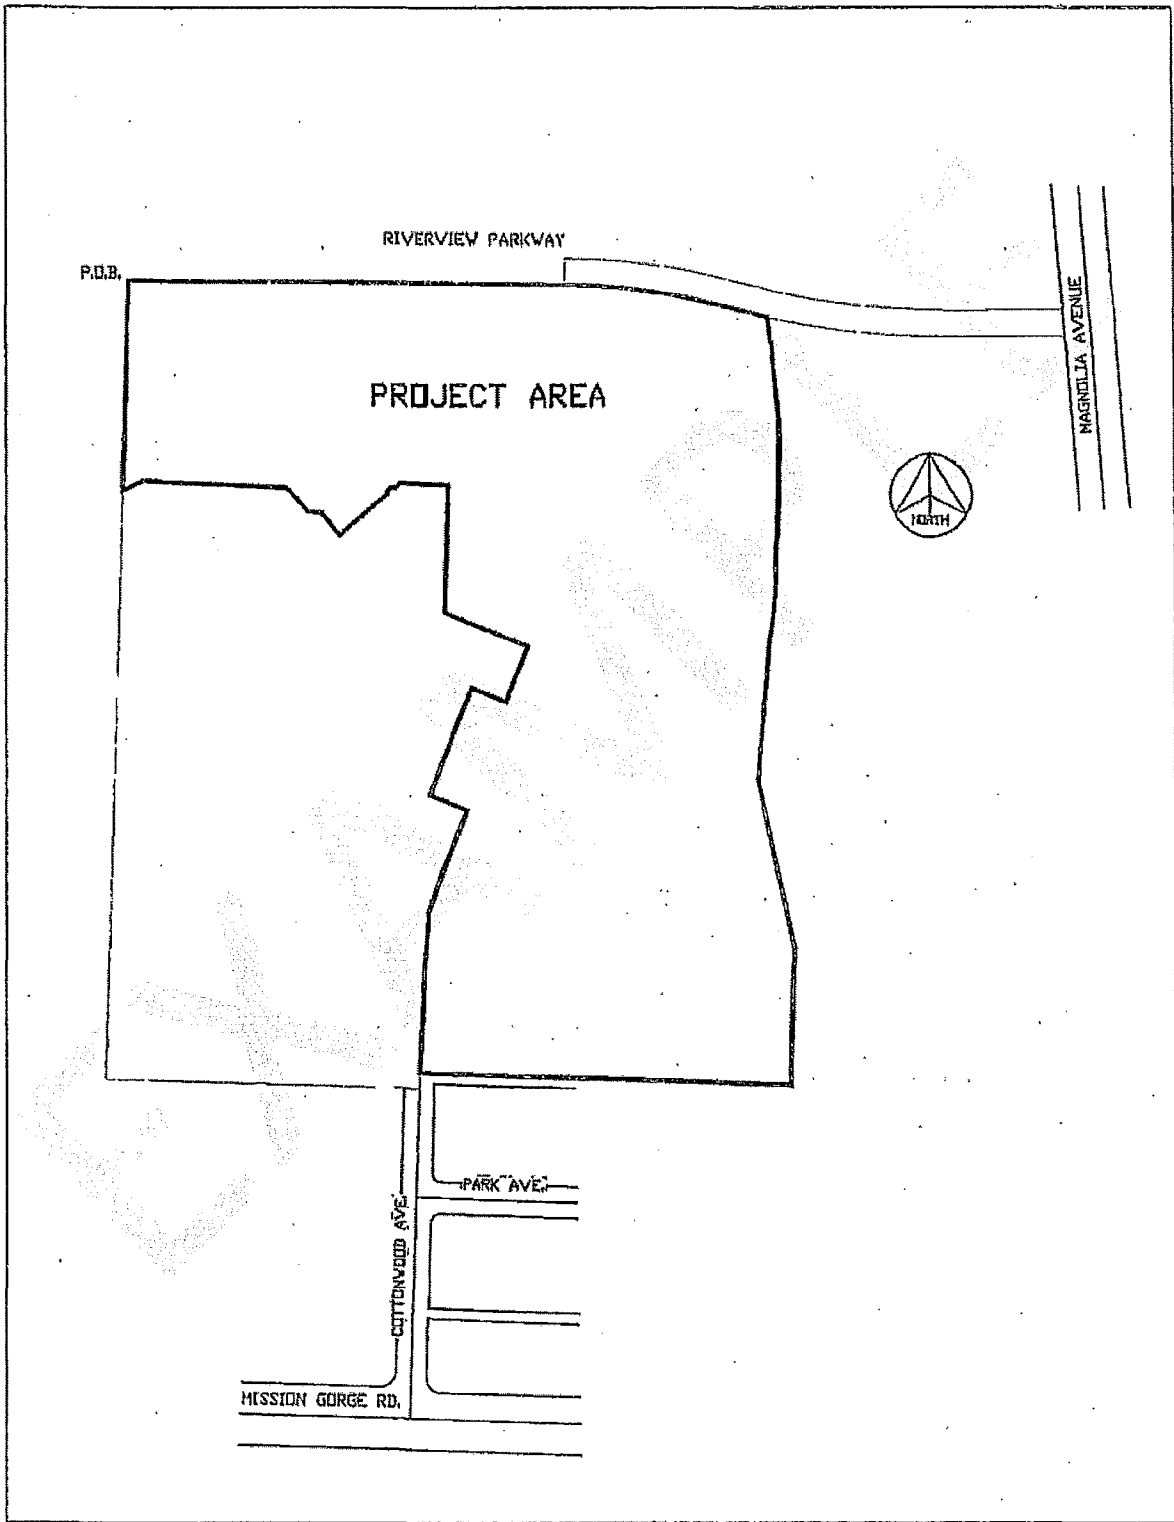 RIVERVIEW PARKWAY
P.O.B.
MAGNOLIA AVENUE
PROJECT AREA
NORTH
PARK AVE.
COTTONWOOD AVE.
MISSION GORGE RD.